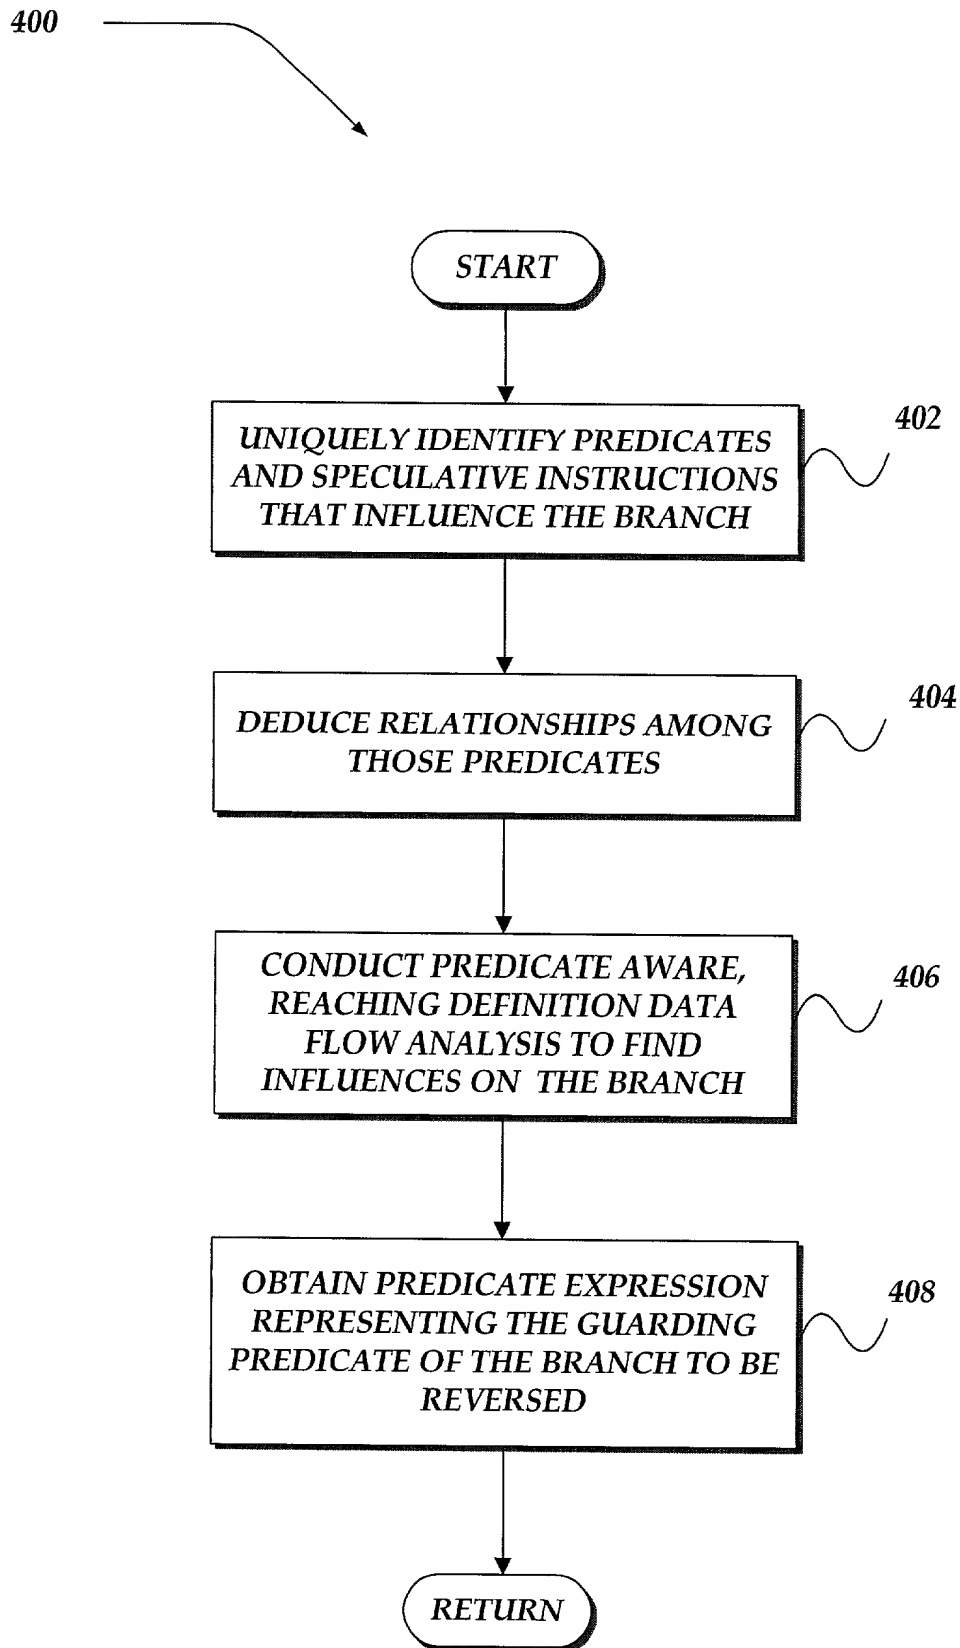 400
START
UNIQUELY IDENTIFY PREDICATES
AND SPECULATIVE INSTRUCTIONS
THAT INFLUENCE THE BRANCH
402
DEDUCE RELATIONSHIPS AMONG
THOSE PREDICATES
404
CONDUCT PREDICATE AWARE,
REACHING DEFINITION DATA
FLOW ANALYSIS TO FIND
INFLUENCES ON THE BRANCH
406
OBTAIN PREDICATE EXPRESSION
REPRESENTING THE GUARDING
PREDICATE OF THE BRANCH TO BE
REVERSED
408
RETURN